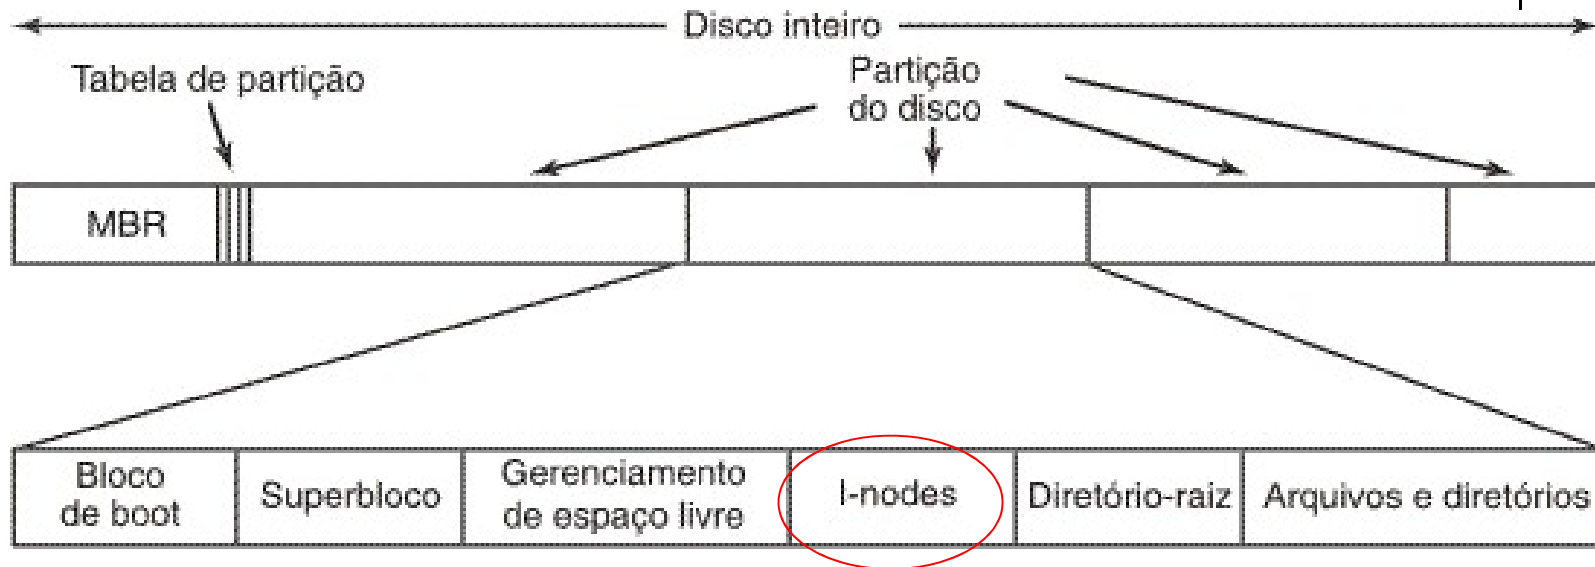 Disco inteiro
Tabela de partição
Partição
do disco
MBR
Bloco
de boot
Superbloco
Gerenciamento
de espaço livre
I-nodes
Diretório-raiz
Arquivos e diretórios